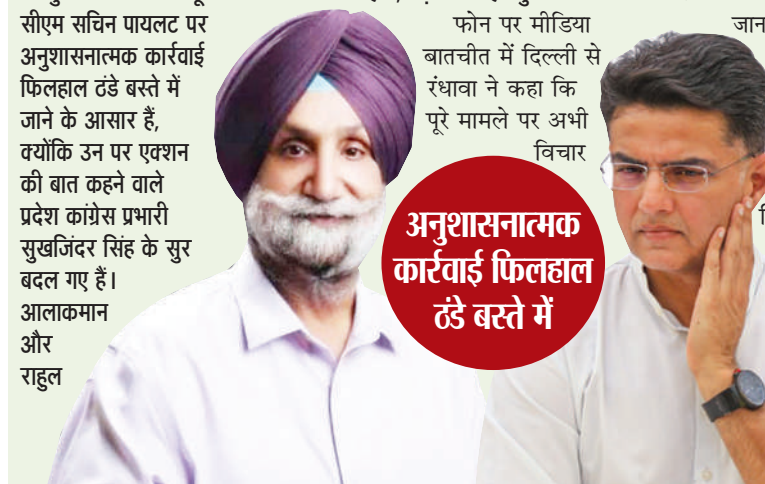 सीएम सचिन पायलट पर
अनुशासनात्मक कार्रवाई
फिलहाल ठंडे बस्ते में
जाने के आसार हैं,
क्योंकि उन पर एक्शन
की बात कहने वाले
प्रदेश कांग्रेस प्रभारी
सुखजिंदर सिंह के सुर
बदल गए हैं।
आलाकमान
और
राहुल
फोन पर मीडिया
बातचीत में दिल्ली से
रंधावा ने कहा कि
पूरे मामले पर अभी
विचार
अनुशासनात्मक
कार्रवाई फिलहाल
ठंडे बस्ते में
जान